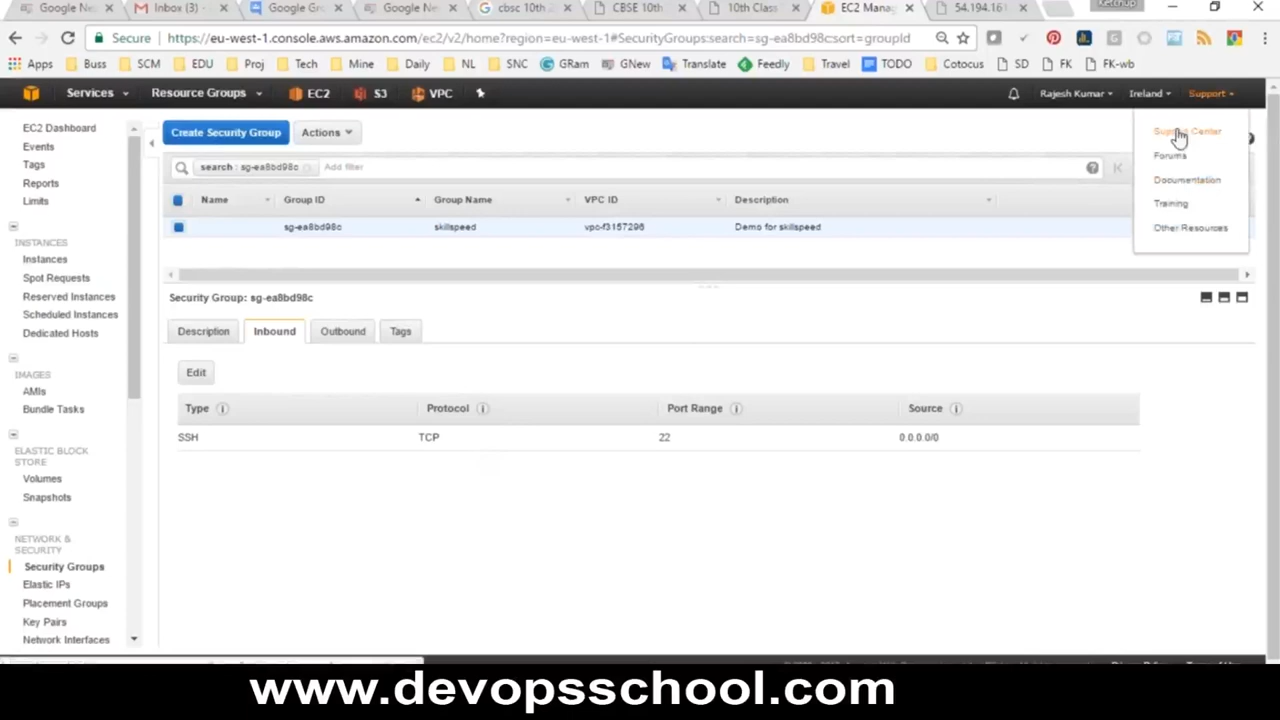 Google Ne
Inbox (3) -
Google Gr
Google Ne
cbsc 10th
CBSE 10th
10th Class
EC2 Mana
54.194.16
Ketchup
Secure
https://eu-west-1.console.aws.amazon.com/ec2/v2/home?region=eu-west-1#SecurityGroups:search=sg-ea8bd98c;sort=groupId
Apps Buss SCM EDU Proj Tech Mine Daily NL SNC GRam GNew Translate Feedly Travel TODO Cotocus SD FK FK-wb
Services Resource Groups EC2 S3 VPC Rajesh Kumar Ireland Support
Support Center
Forums
Documentation
Training
Other Resources
EC2 Dashboard
Events
Tags
Reports
Limits
INSTANCES
Instances
Spot Requests
Reserved Instances
Scheduled Instances
Dedicated Hosts
IMAGES
AMIs
Bundle Tasks
ELASTIC BLOCK
STORE
Volumes
Snapshots
NETWORK &
SECURITY
Security Groups
Elastic IPs
Placement Groups
Key Pairs
Network Interfaces
Create Security Group Actions
search : sg-ea8bd98c Add filter
Name Group ID Group Name VPC ID Description
sg-ea8bd98c skillspeed vpc-f3157296 Demo for skillspeed
Security Group: sg-ea8bd98c
Description Inbound Outbound Tags
Edit
Type Protocol Port Range Source
SSH TCP 22 0.0.0.0/0
www.devopsschool.com